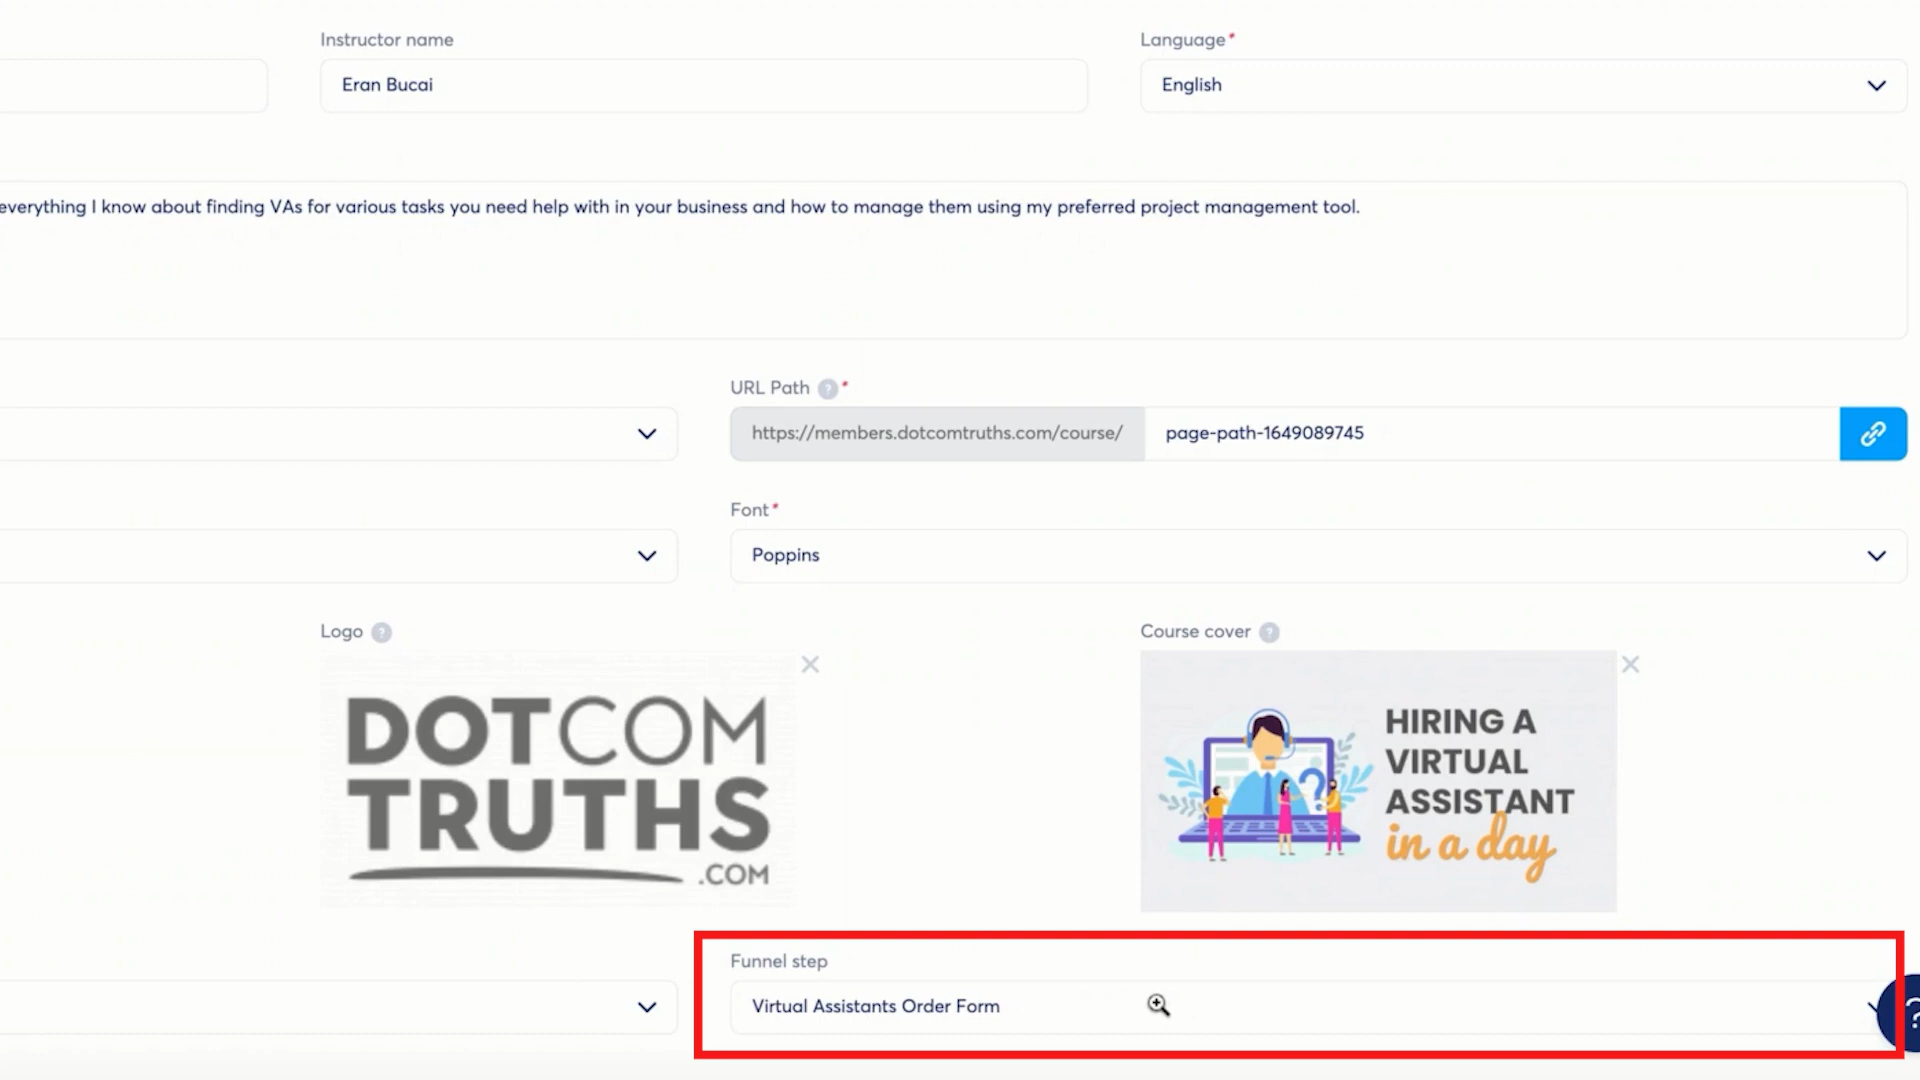 Instructor name
Language*
Eran Bucai
English
everything I know about finding VAs for various tasks you need help with in your business and how to manage them using my preferred project management tool.
URL Path ? *
https://members.dotcomtruths.com/course/
page-path-1649089745
Font*
Poppins
Logo ?
Course cover ?
DOTCOM
TRUTHS
.COM
HIRING A
VIRTUAL
ASSISTANT
in a day
?
Funnel step
Virtual Assistants Order Form
?